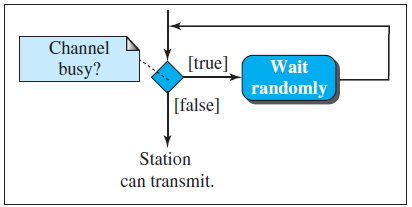 Channel
busy?
[true]
Wait
randomly
[false]
Station
can transmit.